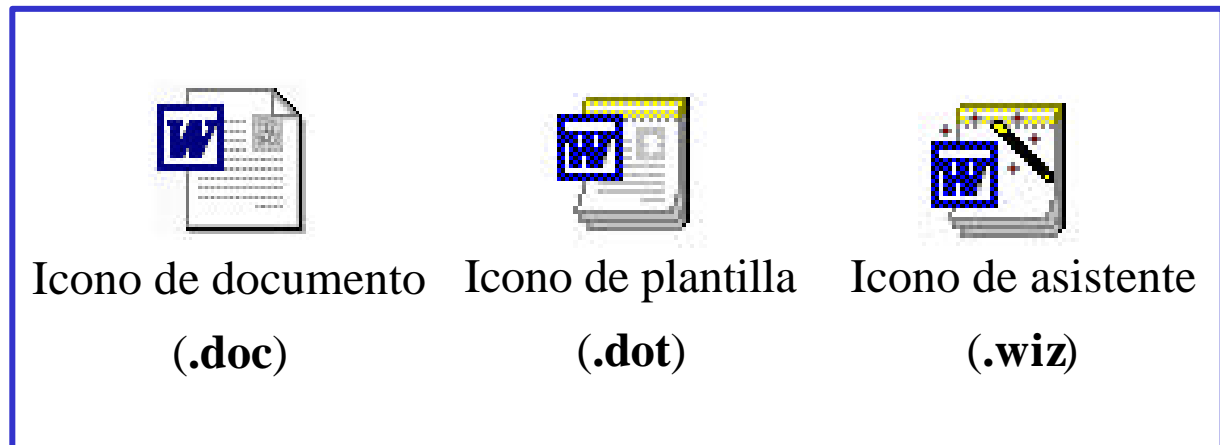 W W W
Icono de documento Icono de plantilla Icono de asistente
(.doc) (.dot) (.wiz)